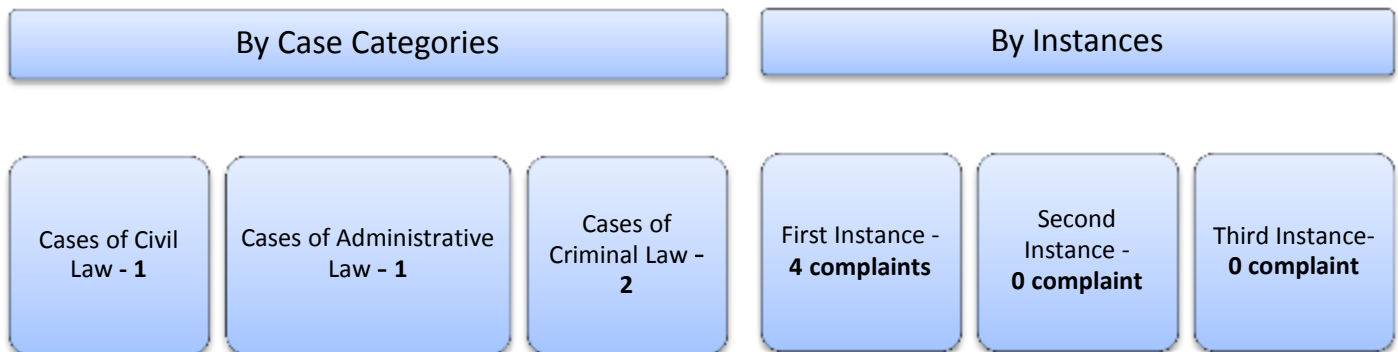 By Case Categories
By Instances
Cases of Civil
Law - 1
Cases of Administrative
Law – 1
Cases of
Criminal Law –
2
First Instance -
4 complaints
Second
Instance -
0 complaint
Third Instance-
0 complaint